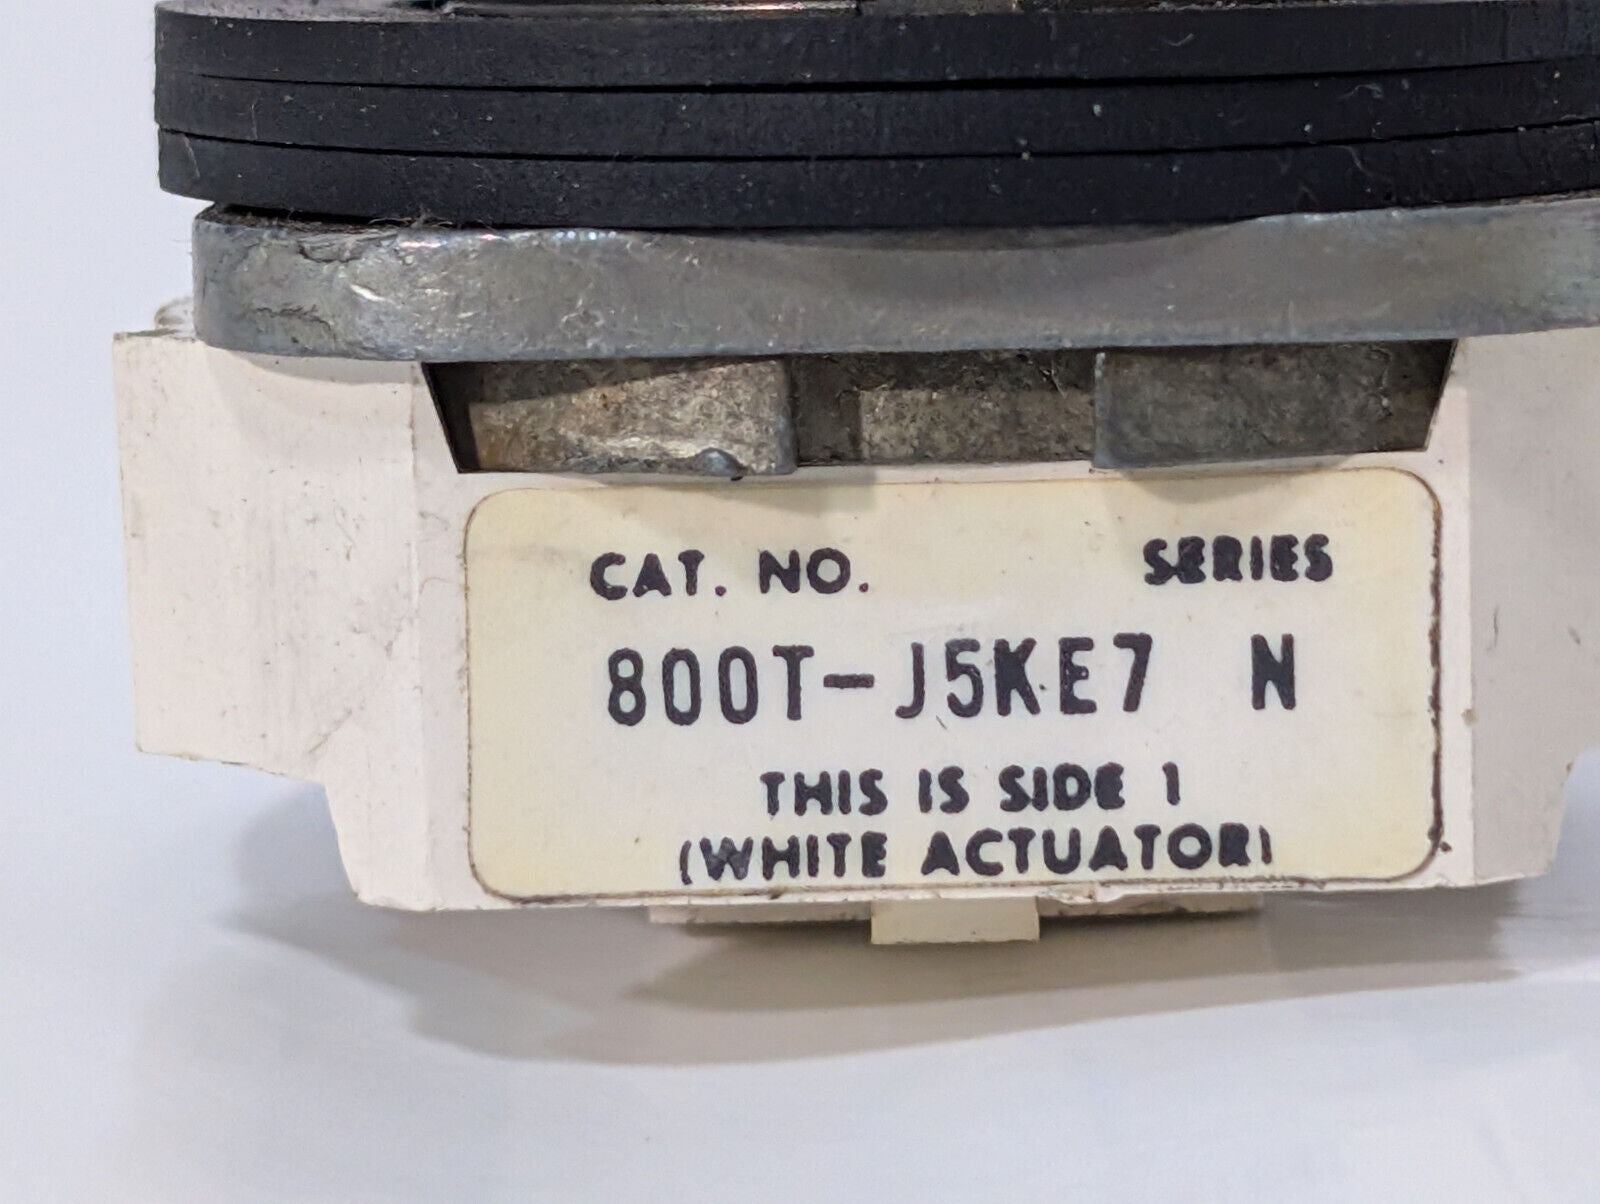 CAT. NO. SERIES
800T-J5KE7 N
THIS IS SIDE 1
(WHITE ACTUATOR)